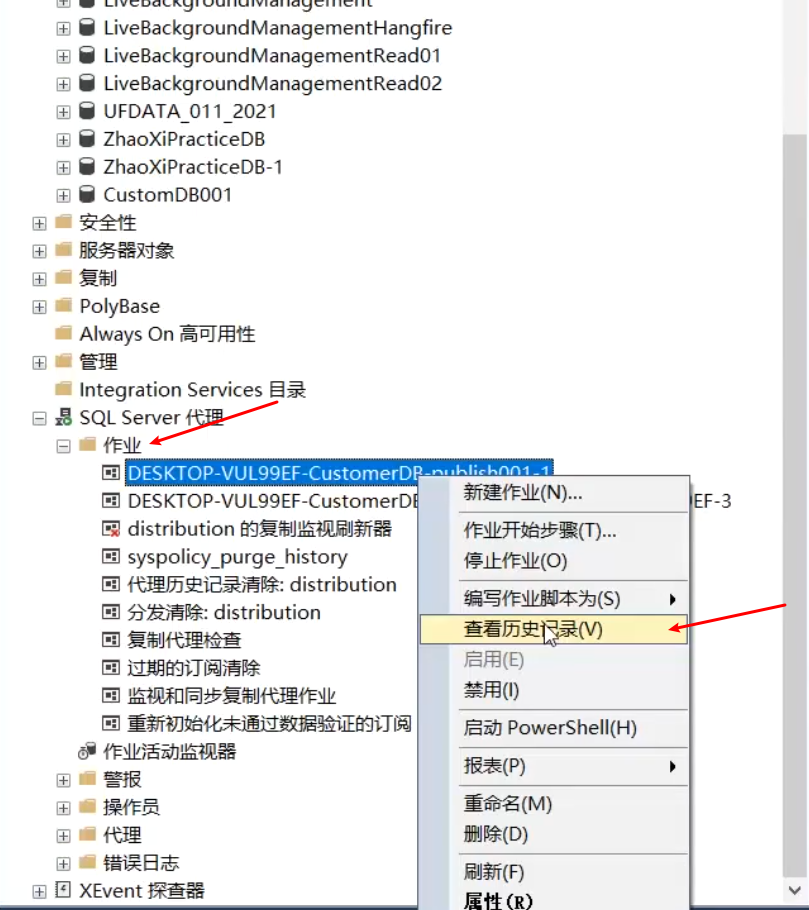 LiveBackgroundManagement
LiveBackgroundManagementHangfire
LiveBackgroundManagementRead01
LiveBackgroundManagementRead02
UFDATA_011_2021
ZhaoXiPracticeDB
ZhaoXiPracticeDB-1
CustomDB001
安全性
服务器对象
复制
PolyBase
Always On 高可用性
管理
Integration Services 目录
SQL Server 代理
作业
DESKTOP-VUL99EF-CustomerDB-publish001-1
DESKTOP-VUL99EF-CustomerDB EF-3
distribution 的复制监视刷新器
syspolicy_purge_history
代理历史记录清除: distribution
分发清除: distribution
复制代理检查
过期的订阅清除
监视和同步复制代理作业
重新初始化未通过数据验证的订阅
作业活动监视器
警报
操作员
代理
错误日志
XEvent 探查器
新建作业(N)...
作业开始步骤(T)...
停止作业(O)
编写作业脚本为(S)
查看历史记录(V)
启用(E)
禁用(I)
启动 PowerShell(H)
报表(P)
重命名(M)
删除(D)
刷新(F)
属性(R)